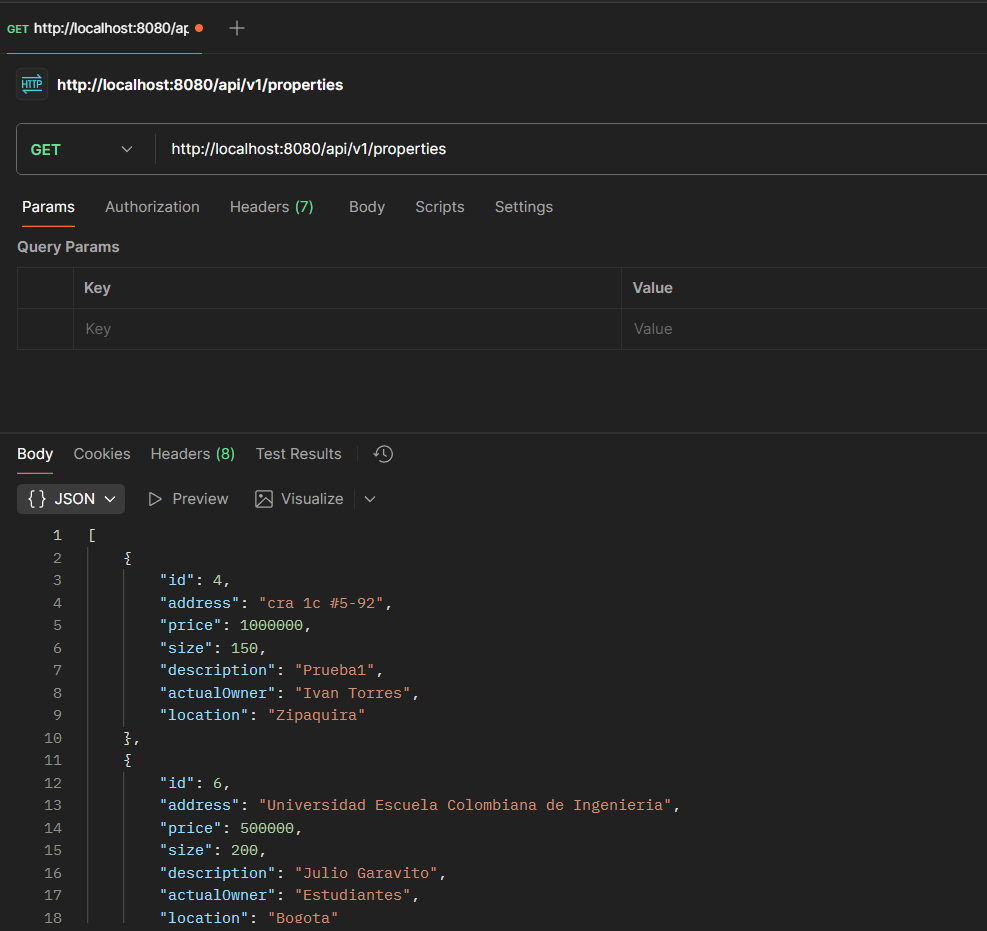 GET http://localhost:8080/ap
HTTP http://localhost:8080/api/v1/properties
GET http://localhost:8080/api/v1/properties
Params Authorization Headers (7) Body Scripts Settings
Query Params
Key Value
Key Value
Body Cookies Headers (8) Test Results
{} JSON Preview Visualize
1 [
2 {
3 "id": 4,
4 "address": "cra 1c #5-92",
5 "price": 1000000,
6 "size": 150,
7 "description": "Prueba1",
8 "actualOwner": "Ivan Torres",
9 "location": "Zipaquira"
10 },
11 {
12 "id": 6,
13 "address": "Universidad Escuela Colombiana de Ingenieria",
14 "price": 500000,
15 "size": 200,
16 "description": "Julio Garavito",
17 "actualOwner": "Estudiantes",
18 "location": "Bogota"